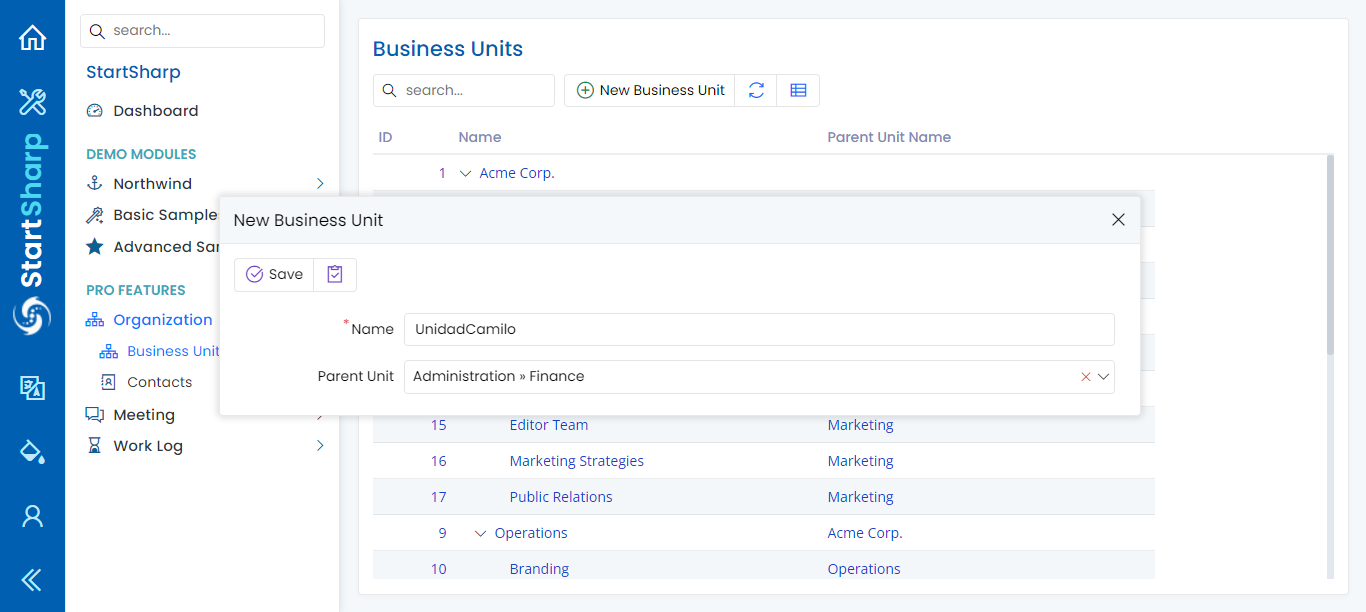 StartSharp
search...
StartSharp
Dashboard
DEMO MODULES
Northwind
Basic Sample
Advanced Sa
PRO FEATURES
Organization
Business Unit
Contacts
Meeting
Work Log
Business Units
search...
New Business Unit
ID Name Parent Unit Name
1 Acme Corp.
New Business Unit
Save
* Name UnidadCamilo
Parent Unit Administration » Finance
15 Editor Team Marketing
16 Marketing Strategies Marketing
17 Public Relations Marketing
9 Operations Acme Corp.
10 Branding Operations